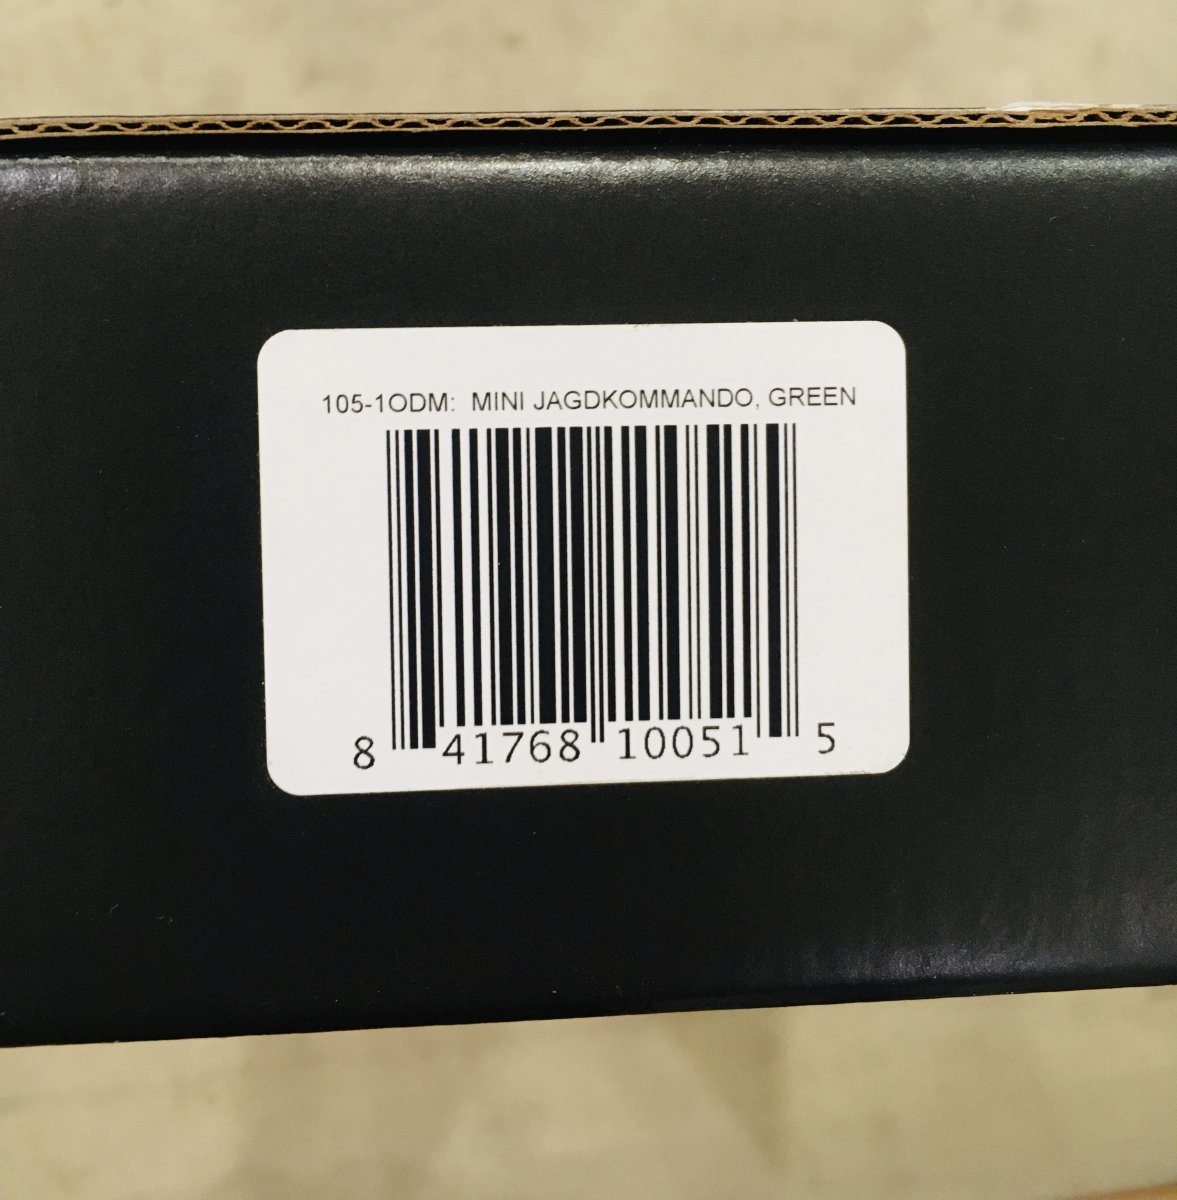 105-1ODM: MINI JAGDKOMMANDO, GREEN
8 41768 10051 5